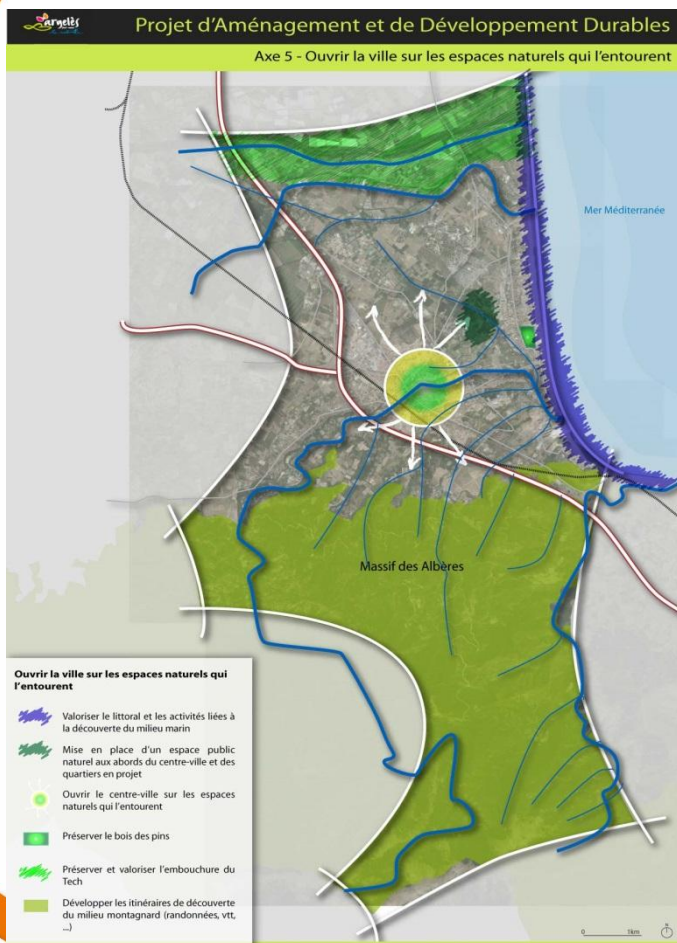 argelès
Projet d'Aménagement et de Développement Durables
Axe 5 - Ouvrir la ville sur les espaces naturels qui l'entourent
Mer Méditerranée
Massif des Albères
Ouvrir la ville sur les espaces naturels qui
l'entourent
Valoriser le littoral et les activités liées à
la découverte du milieu marin
Mise en place d'un espace public
naturel aux abords du centre-ville et des
quartiers en projet
Ouvrir le centre-ville sur les espaces
naturels qui l'entourent
Préserver le bois des pins
Préserver et valoriser l'embouchure du
Tech
Développer les itinéraires de découverte
du milieu montagnard (randonnées, vtt,
...)
0 1km